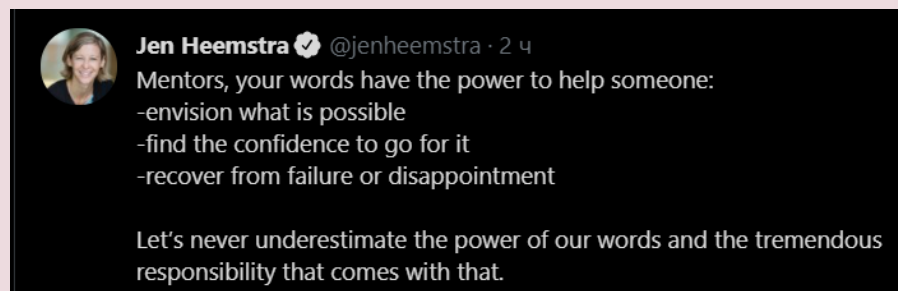 Jen Heemstra @jenheemstra · 2 ч
Mentors, your words have the power to help someone:
-envision what is possible
-find the confidence to go for it
-recover from failure or disappointment
Let’s never underestimate the power of our words and the tremendous
responsibility that comes with that.